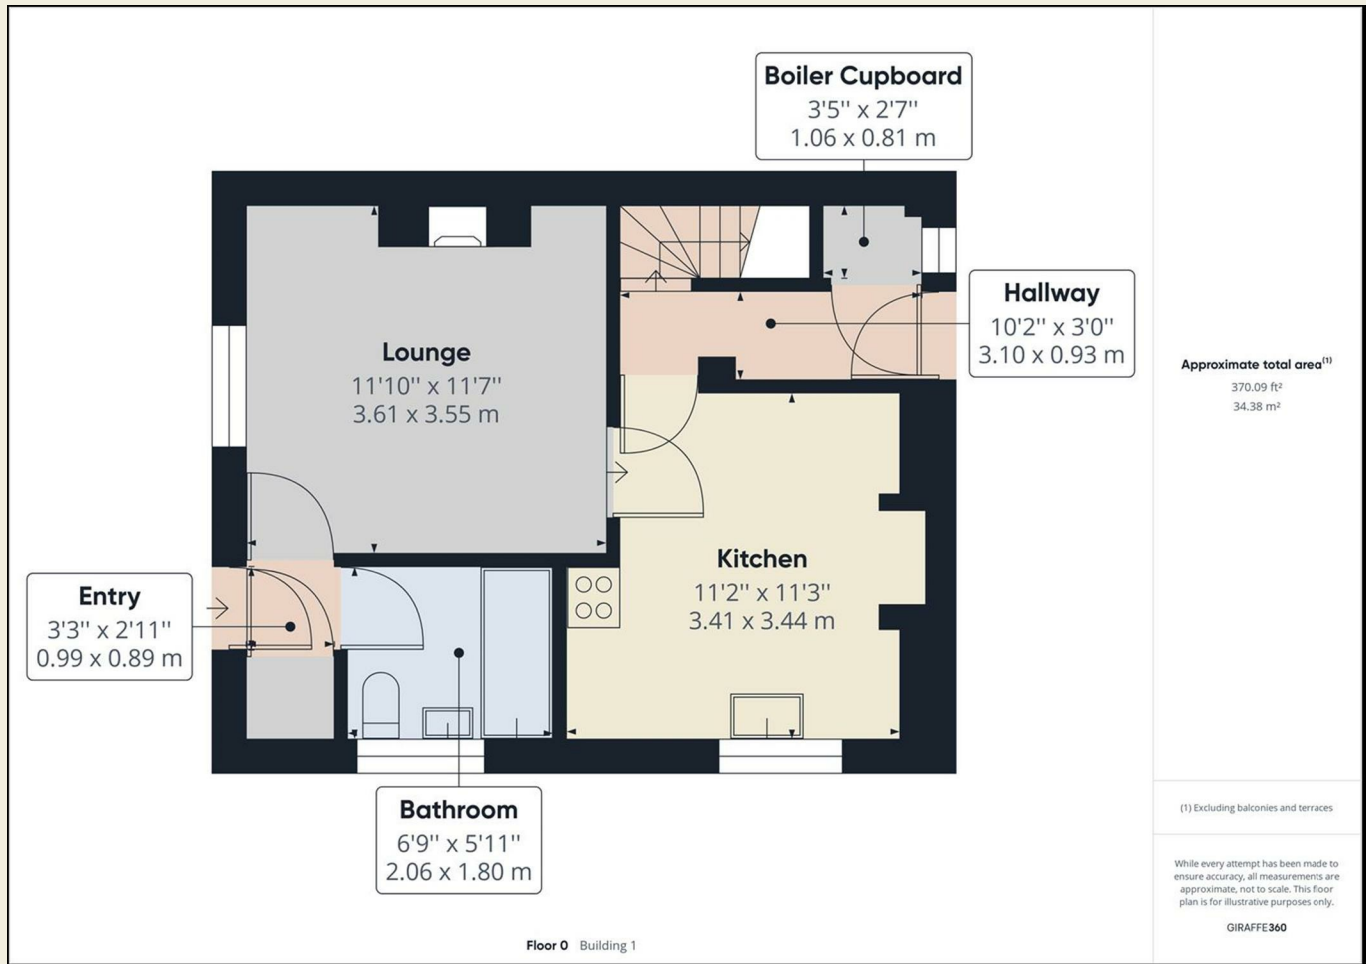 Boiler Cupboard
3'5'' x 2'7''
1.06 x 0.81 m
Hallway
10'2'' x 3'0''
3.10 x 0.93 m
Lounge
11'10'' x 11'7''
3.61 x 3.55 m
Kitchen
11'2'' x 11'3''
3.41 x 3.44 m
Entry
3'3'' x 2'11''
0.99 x 0.89 m
Bathroom
6'9'' x 5'11''
2.06 x 1.80 m
Floor 0 Building 1
Approximate total area(1)
370.09 ft²
34.38 m²
(1) Excluding balconies and terraces
While every attempt has been made to
ensure accuracy, all measurements are
approximate, not to scale. This floor
plan is for illustrative purposes only.
GIRAFFE360